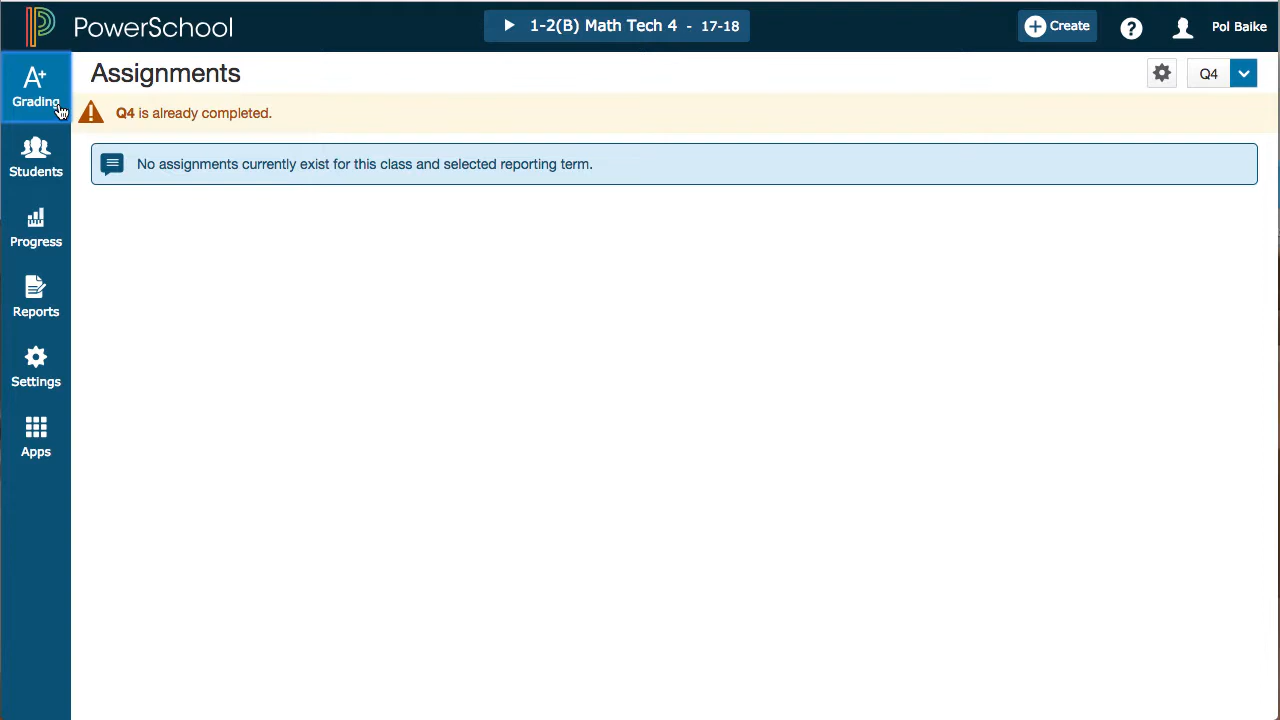 PowerSchool
1-2(B) Math Tech 4 - 17-18
Create
?
Pol Baike
A+
Grading
Students
Progress
Reports
Settings
Apps
Assignments
Q4
Q4 is already completed.
No assignments currently exist for this class and selected reporting term.